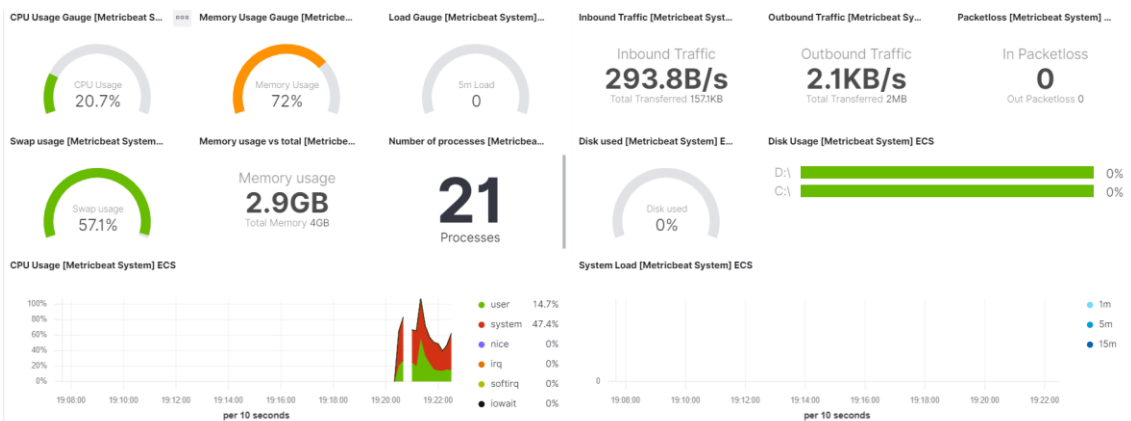 CPU Usage Gauge [Metricbeat S...
Memory Usage Gauge [Metricbe...
Load Gauge [Metricbeat System]...
Inbound Traffic [Metricbeat Syst...
Outbound Traffic [Metricbeat Sy...
Packetloss [Metricbeat System] ...
CPU Usage
20.7%
Memory Usage
72%
5m Load
0
Inbound Traffic
293.8B/s
Total Transferred 157.1KB
Outbound Traffic
2.1KB/s
Total Transferred 2MB
In Packetloss
0
Out Packetloss 0
Swap usage [Metricbeat System...
Memory usage vs total [Metricbe...
Number of processes [Metricbea...
Disk used [Metricbeat System] E...
Disk Usage [Metricbeat System] ECS
Swap usage
57.1%
Memory usage
2.9GB
Total Memory 4GB
21
Processes
Disk used
0%
D:\ 0%
C:\ 0%
CPU Usage [Metricbeat System] ECS
100%
80%
60%
40%
20%
0%
19:08:00 19:10:00 19:12:00 19:14:00 19:16:00 19:18:00 19:20:00 19:22:00
per 10 seconds
user 14.7%
system 47.4%
nice 0%
irq 0%
softirq 0%
iowait 0%
System Load [Metricbeat System] ECS
0
19:08:00 19:10:00 19:12:00 19:14:00 19:16:00 19:18:00 19:20:00 19:22:00
per 10 seconds
1m
5m
15m